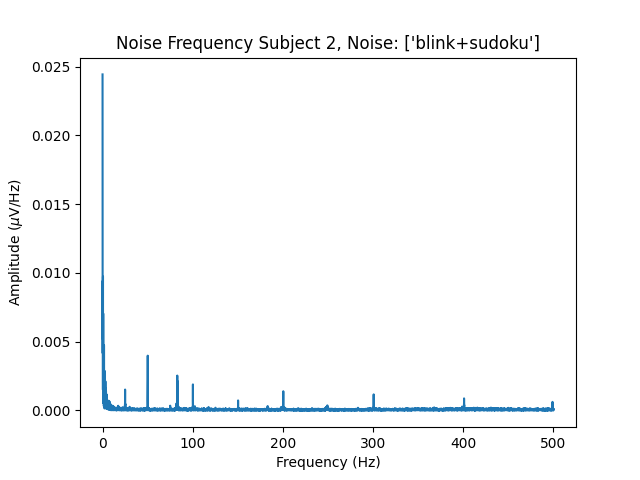 Noise Frequency Subject 2, Noise: ['blink+sudoku']
0.025
0.020
0.015
0.010
0.005
0.000
Amplitude (μV/Hz)
0 100 200 300 400 500
Frequency (Hz)